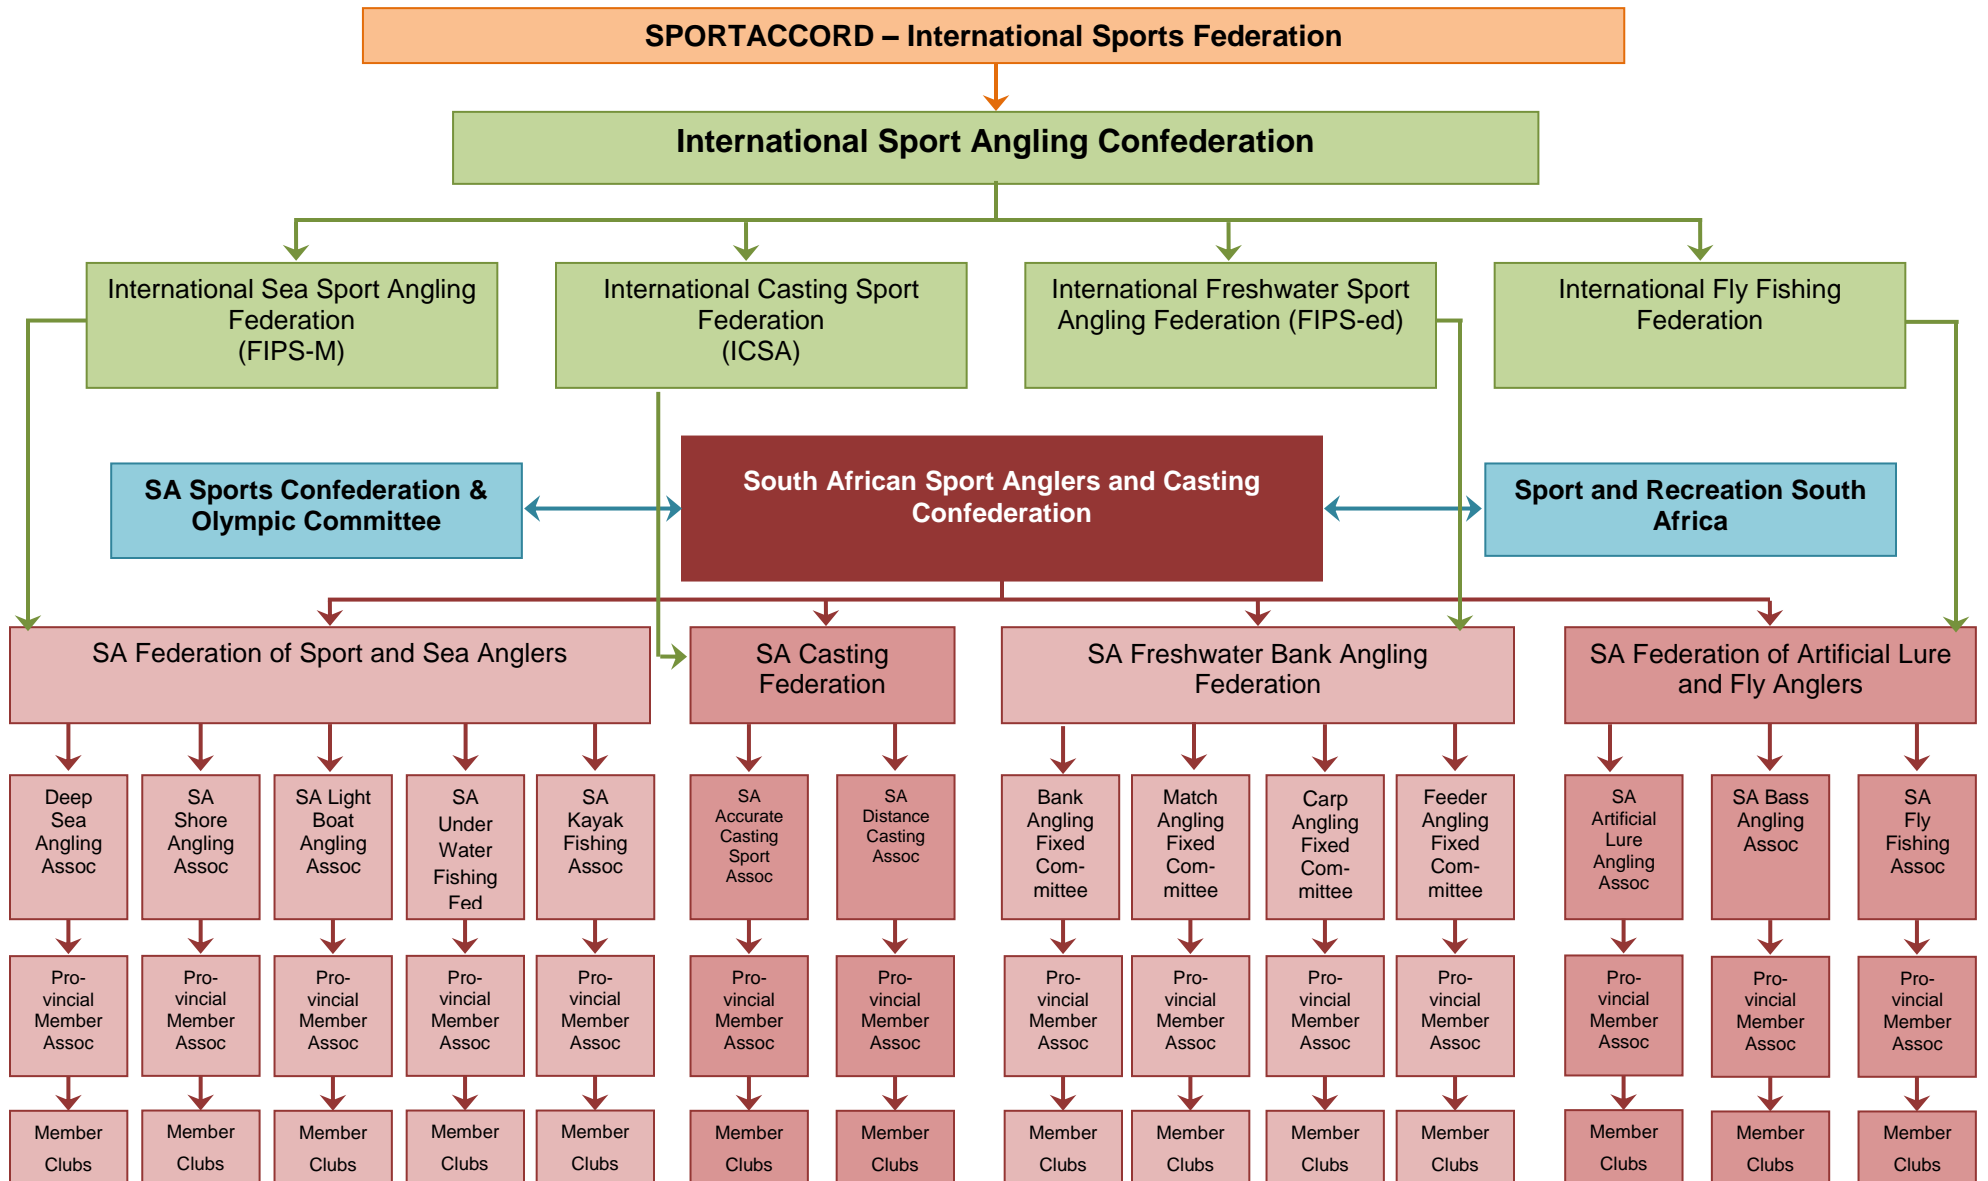 SPORTACCORD – International Sports Federation
International Sport Angling Confederation
International Sea Sport Angling
Federation
(FIPS-M)
International Casting Sport
Federation
(ICSA)
International Freshwater Sport
Angling Federation (FIPS-ed)
International Fly Fishing
Federation
SA Sports Confederation &
Olympic Committee
South African Sport Anglers and Casting
Confederation
Sport and Recreation South
Africa
SA Federation of Sport and Sea Anglers
SA Casting
Federation
SA Freshwater Bank Angling
Federation
SA Federation of Artificial Lure
and Fly Anglers
Deep
Sea
Angling
Assoc
SA
Shore
Angling
Assoc
SA Light
Boat
Angling
Assoc
SA
Under
Water
Fishing
Fed
SA
Kayak
Fishing
Assoc
SA
Accurate
Casting
Sport
Assoc
SA
Distance
Casting
Assoc
Bank
Angling
Fixed
Com-
mittee
Match
Angling
Fixed
Com-
mittee
Carp
Angling
Fixed
Com-
mittee
Feeder
Angling
Fixed
Com-
mittee
SA
Artificial
Lure
Angling
Assoc
SA Bass
Angling
Assoc
SA
Fly
Fishing
Assoc
Pro-
vincial
Member
Assoc
Pro-
vincial
Member
Assoc
Pro-
vincial
Member
Assoc
Pro-
vincial
Member
Assoc
Pro-
vincial
Member
Assoc
Pro-
vincial
Member
Assoc
Pro-
vincial
Member
Assoc
Pro-
vincial
Member
Assoc
Pro-
vincial
Member
Assoc
Pro-
vincial
Member
Assoc
Pro-
vincial
Member
Assoc
Pro-
vincial
Member
Assoc
Pro-
vincial
Member
Assoc
Pro-
vincial
Member
Assoc
Member
Clubs
Member
Clubs
Member
Clubs
Member
Clubs
Member
Clubs
Member
Clubs
Member
Clubs
Member
Clubs
Member
Clubs
Member
Clubs
Member
Clubs
Member
Clubs
Member
Clubs
Member
Clubs